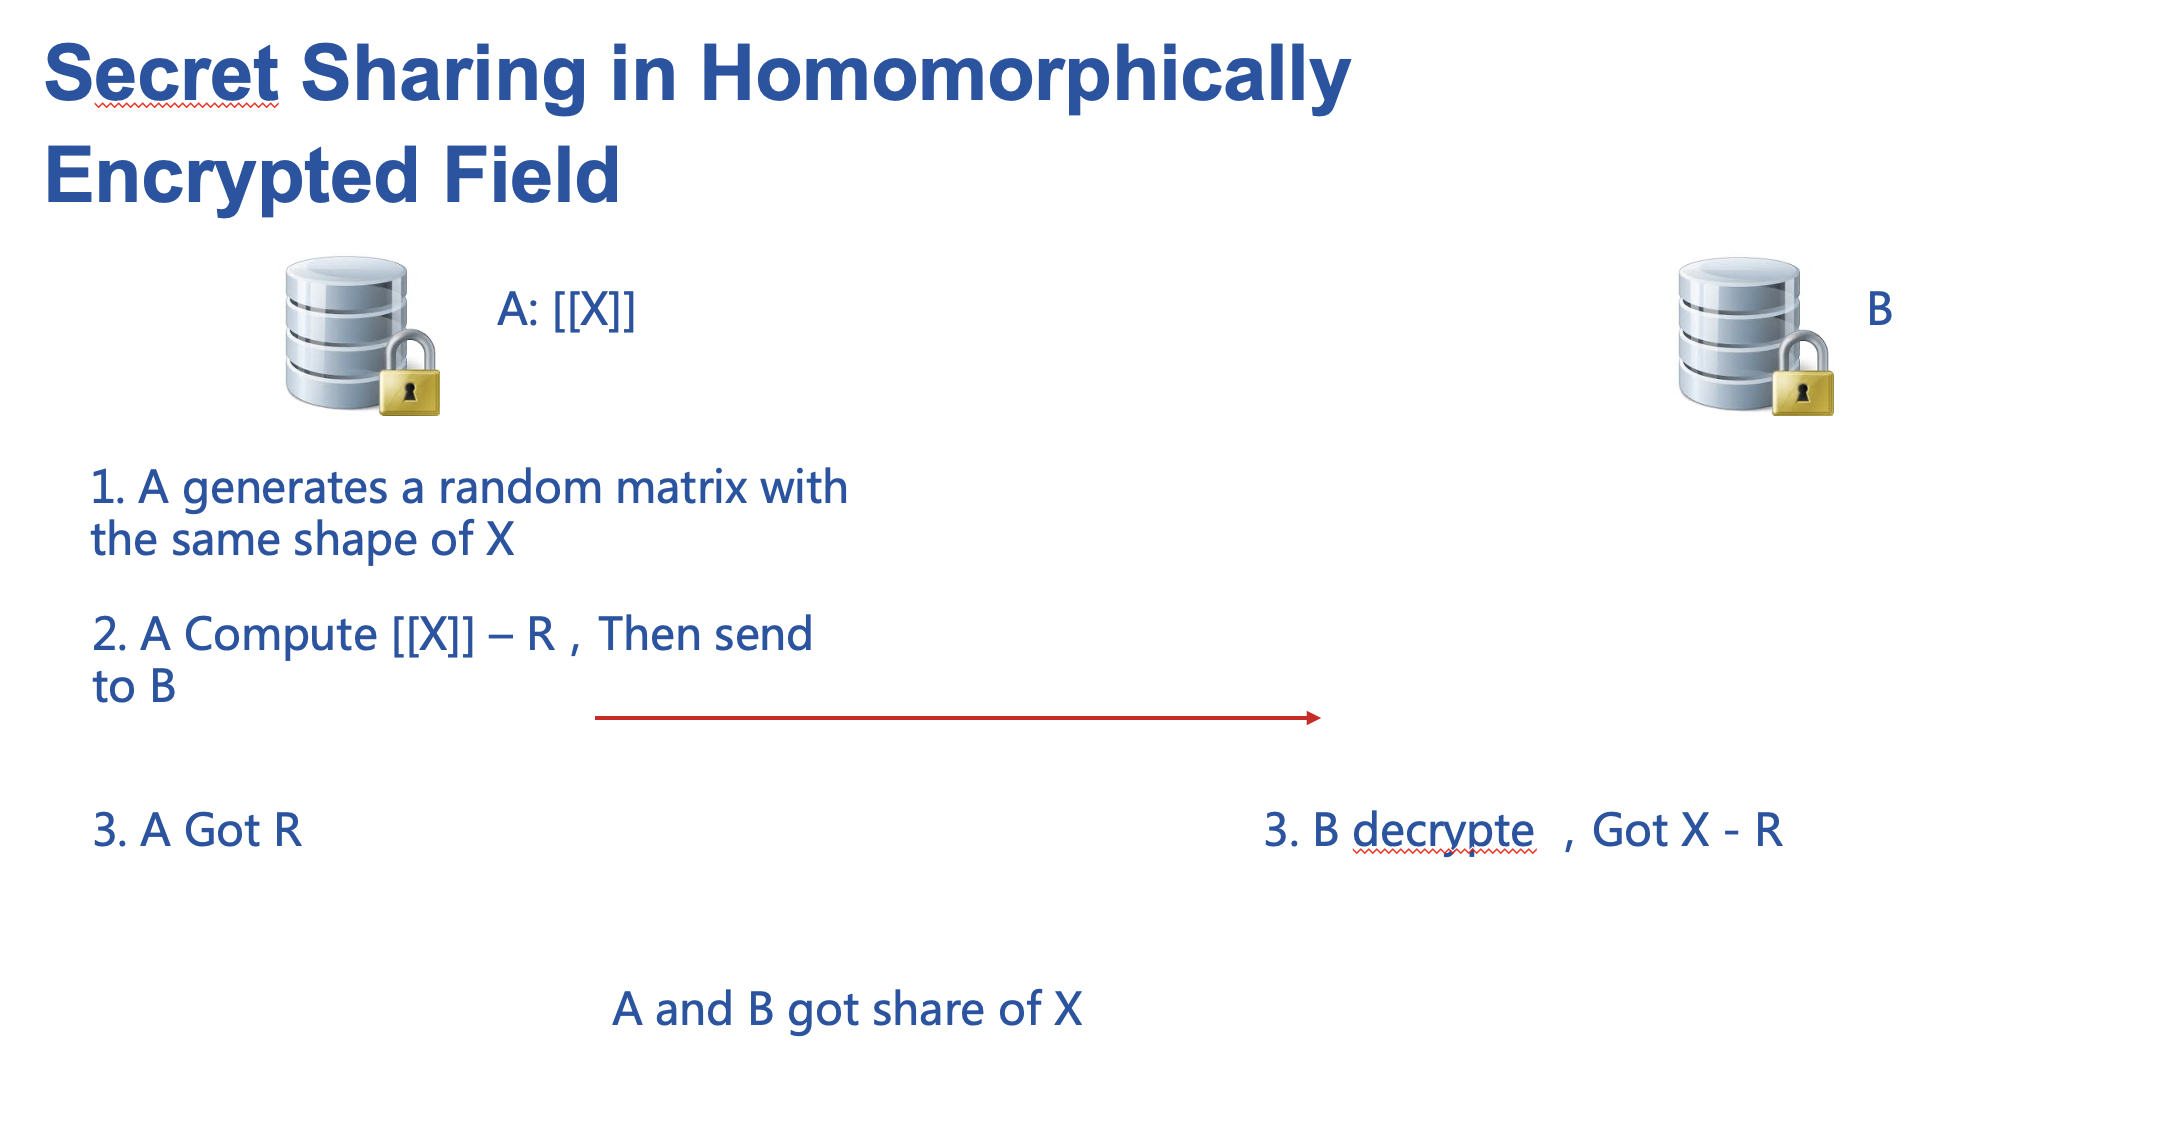 Secret Sharing in Homomorphically
Encrypted Field
A: [[X]]
B
1. A generates a random matrix with
the same shape of X
2. A Compute [[X]] – R , Then send
to B
3. A Got R
3. B decrypte , Got X - R
A and B got share of X